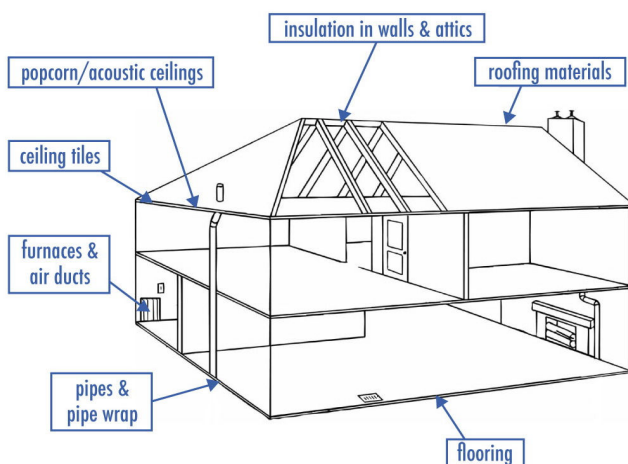 insulation in walls & attics
popcorn/acoustic ceilings
roofing materials
ceiling tiles
furnaces &
air ducts
pipes &
pipe wrap
flooring